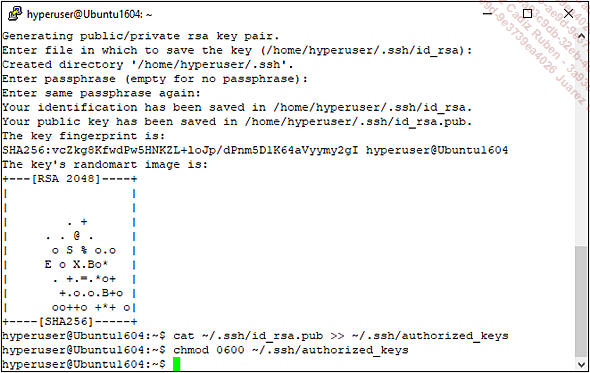 hyperuser@Ubuntu1604: ~
Generating public/private rsa key pair.
Enter file in which to save the key (/home/hyperuser/.ssh/id_rsa):
Created directory '/home/hyperuser/.ssh'.
Enter passphrase (empty for no passphrase):
Enter same passphrase again:
Your identification has been saved in /home/hyperuser/.ssh/id_rsa.
Your public key has been saved in /home/hyperuser/.ssh/id_rsa.pub.
The key fingerprint is:
SHA256:vcZkg8KfwdPw5HNKZL+loJp/dPnm5DlK64aVyymy2gI hyperuser@Ubuntu1604
The key's randomart image is:
+---[RSA 2048]----+
|                 |
|                 |
|        . +      |
|     . . @ .     |
|      o S % o.o  |
|     E o X.Bo*   |
|      . +.=.*o+  |
|       +.o.o.B+o |
|      oo++o +*+ o|
+----[SHA256]-----+
hyperuser@Ubuntu1604:~$ cat ~/.ssh/id_rsa.pub >> ~/.ssh/authorized_keys
hyperuser@Ubuntu1604:~$ chmod 0600 ~/.ssh/authorized_keys
hyperuser@Ubuntu1604:~$